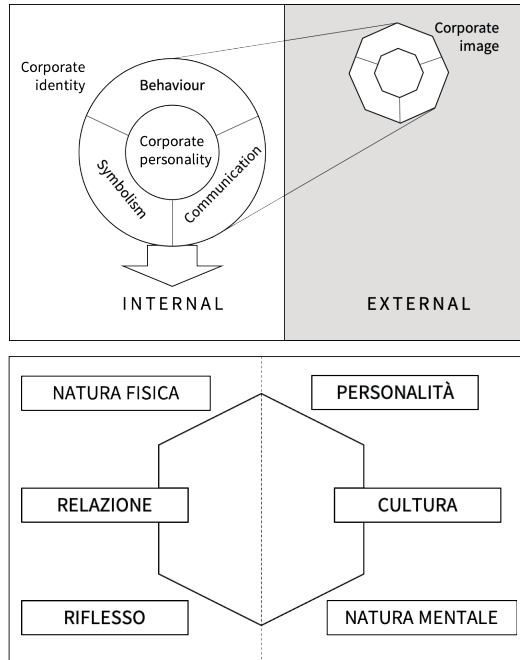 Corporate
identity
Behaviour
Corporate
personality
Symbolism
Communication
Corporate
image
INTERNAL
EXTERNAL
NATURA FISICA
PERSONALITÀ
RELAZIONE
CULTURA
RIFLESSO
NATURA MENTALE